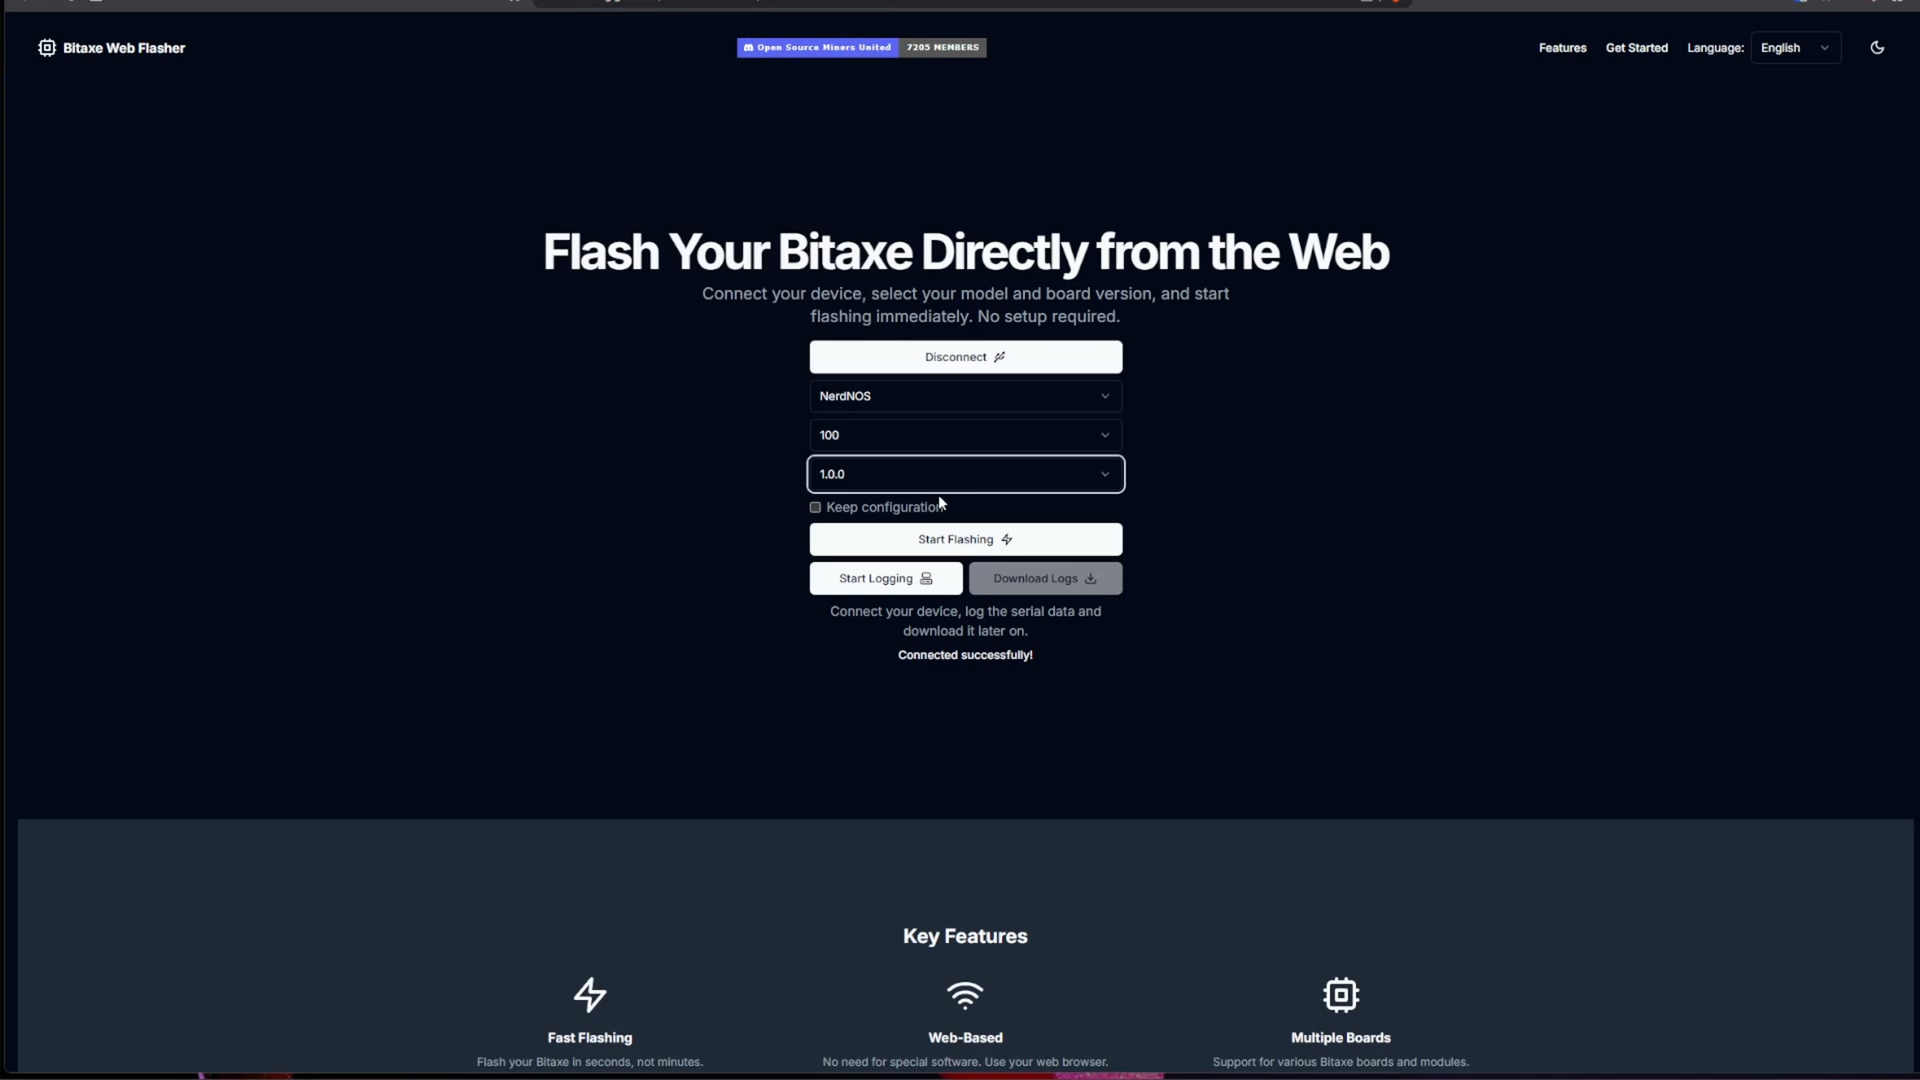 Bitaxe Web Flasher
Open Source Miners United 7205 MEMBERS
Features Get Started Language: English
Flash Your Bitaxe Directly from the Web
Connect your device, select your model and board version, and start
flashing immediately. No setup required.
Disconnect
NerdNOS
100
1.0.0
Keep configuration
Start Flashing
Start Logging Download Logs
Connect your device, log the serial data and
download it later on.
Connected successfully!
Key Features
Fast Flashing Web-Based Multiple Boards
Flash your Bitaxe in seconds, not minutes. No need for special software. Use your web browser. Support for various Bitaxe boards and modules.